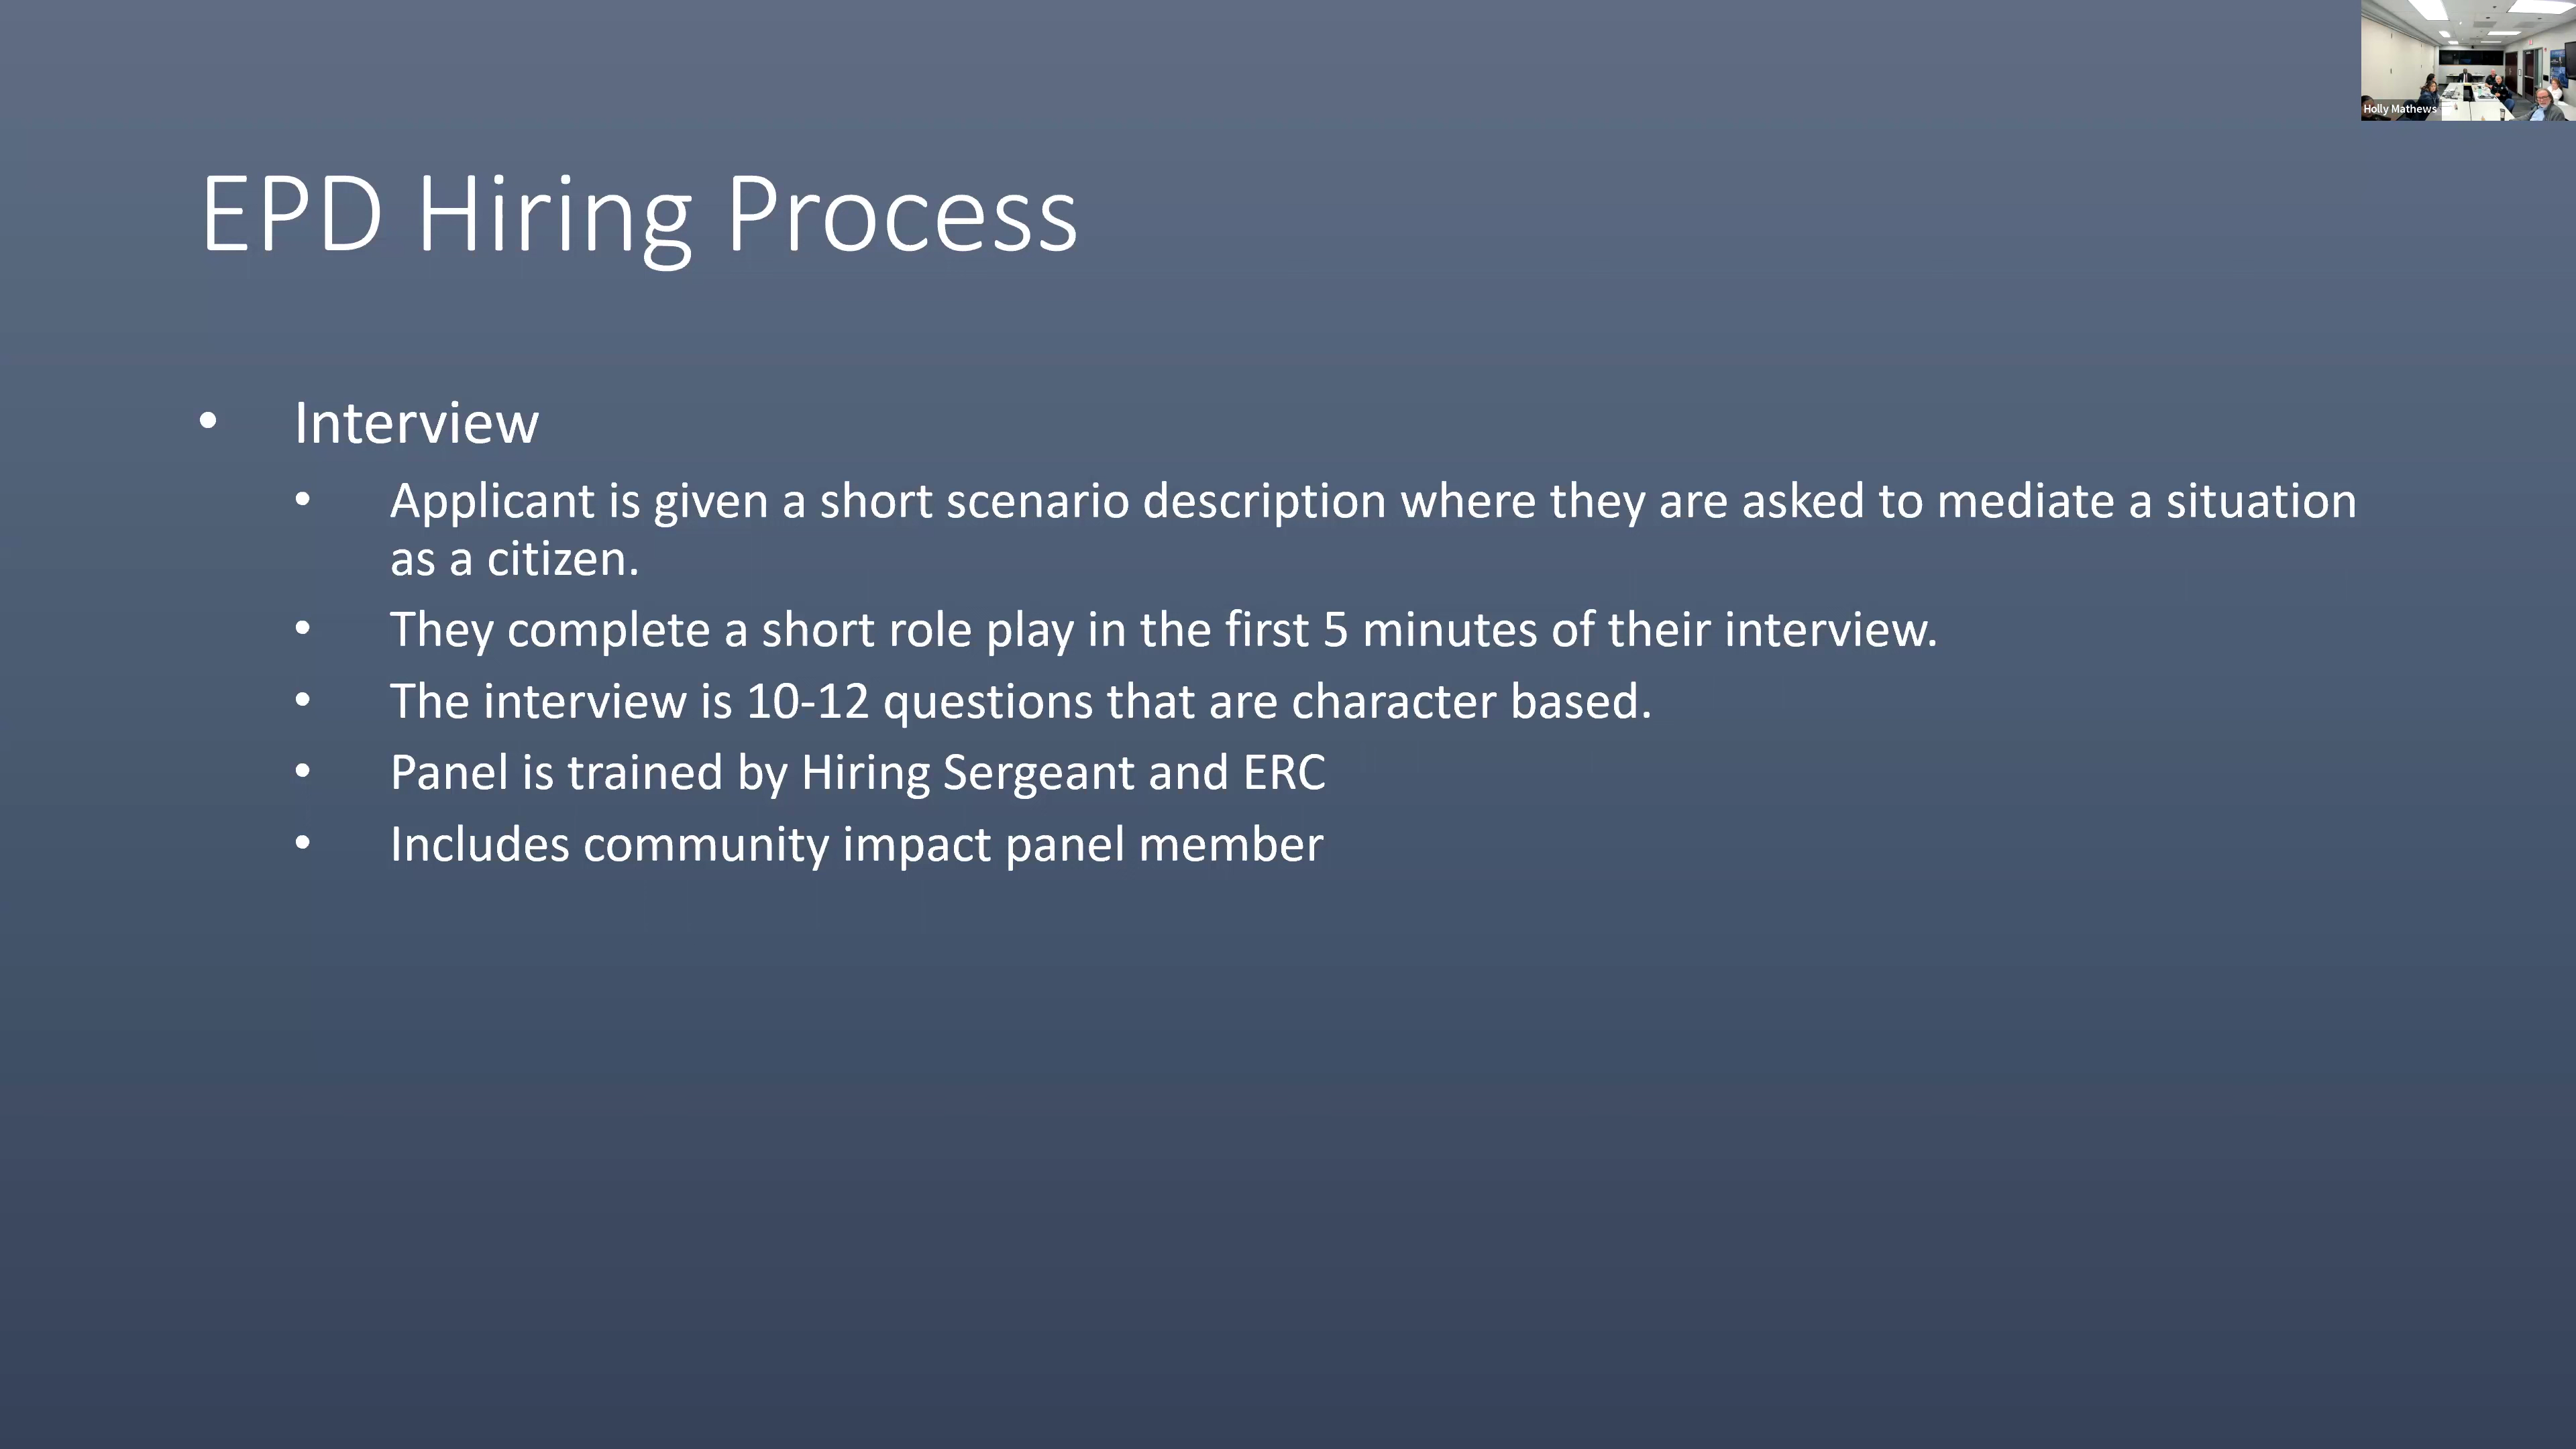 Holly Mathews
EPD Hiring Process
• Interview
• Applicant is given a short scenario description where they are asked to mediate a situation
as a citizen.
• They complete a short role play in the first 5 minutes of their interview.
• The interview is 10-12 questions that are character based.
• Panel is trained by Hiring Sergeant and ERC
• Includes community impact panel member